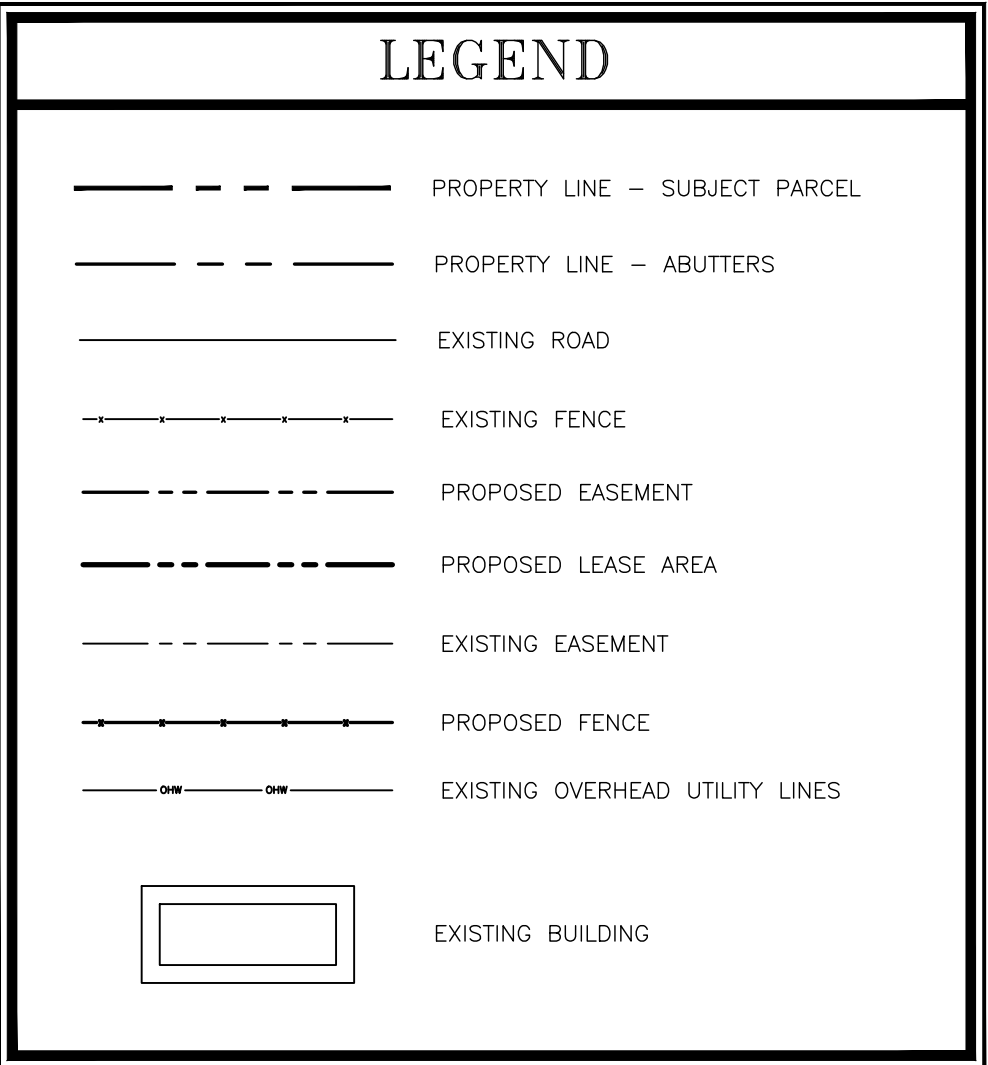 LEGEND
PROPERTY LINE – SUBJECT PARCEL
PROPERTY LINE – ABUTTERS
EXISTING ROAD
x x x x x EXISTING FENCE
PROPOSED EASEMENT
PROPOSED LEASE AREA
EXISTING EASEMENT
x x x x x PROPOSED FENCE
OHW OHW EXISTING OVERHEAD UTILITY LINES
EXISTING BUILDING